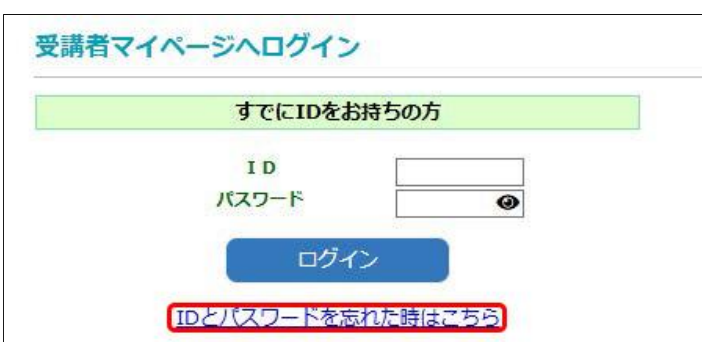 受講者マイページへログイン
すでにIDをお持ちの方
ＩＤ
パスワード
ログイン
IDとパスワードを忘れた時はこちら